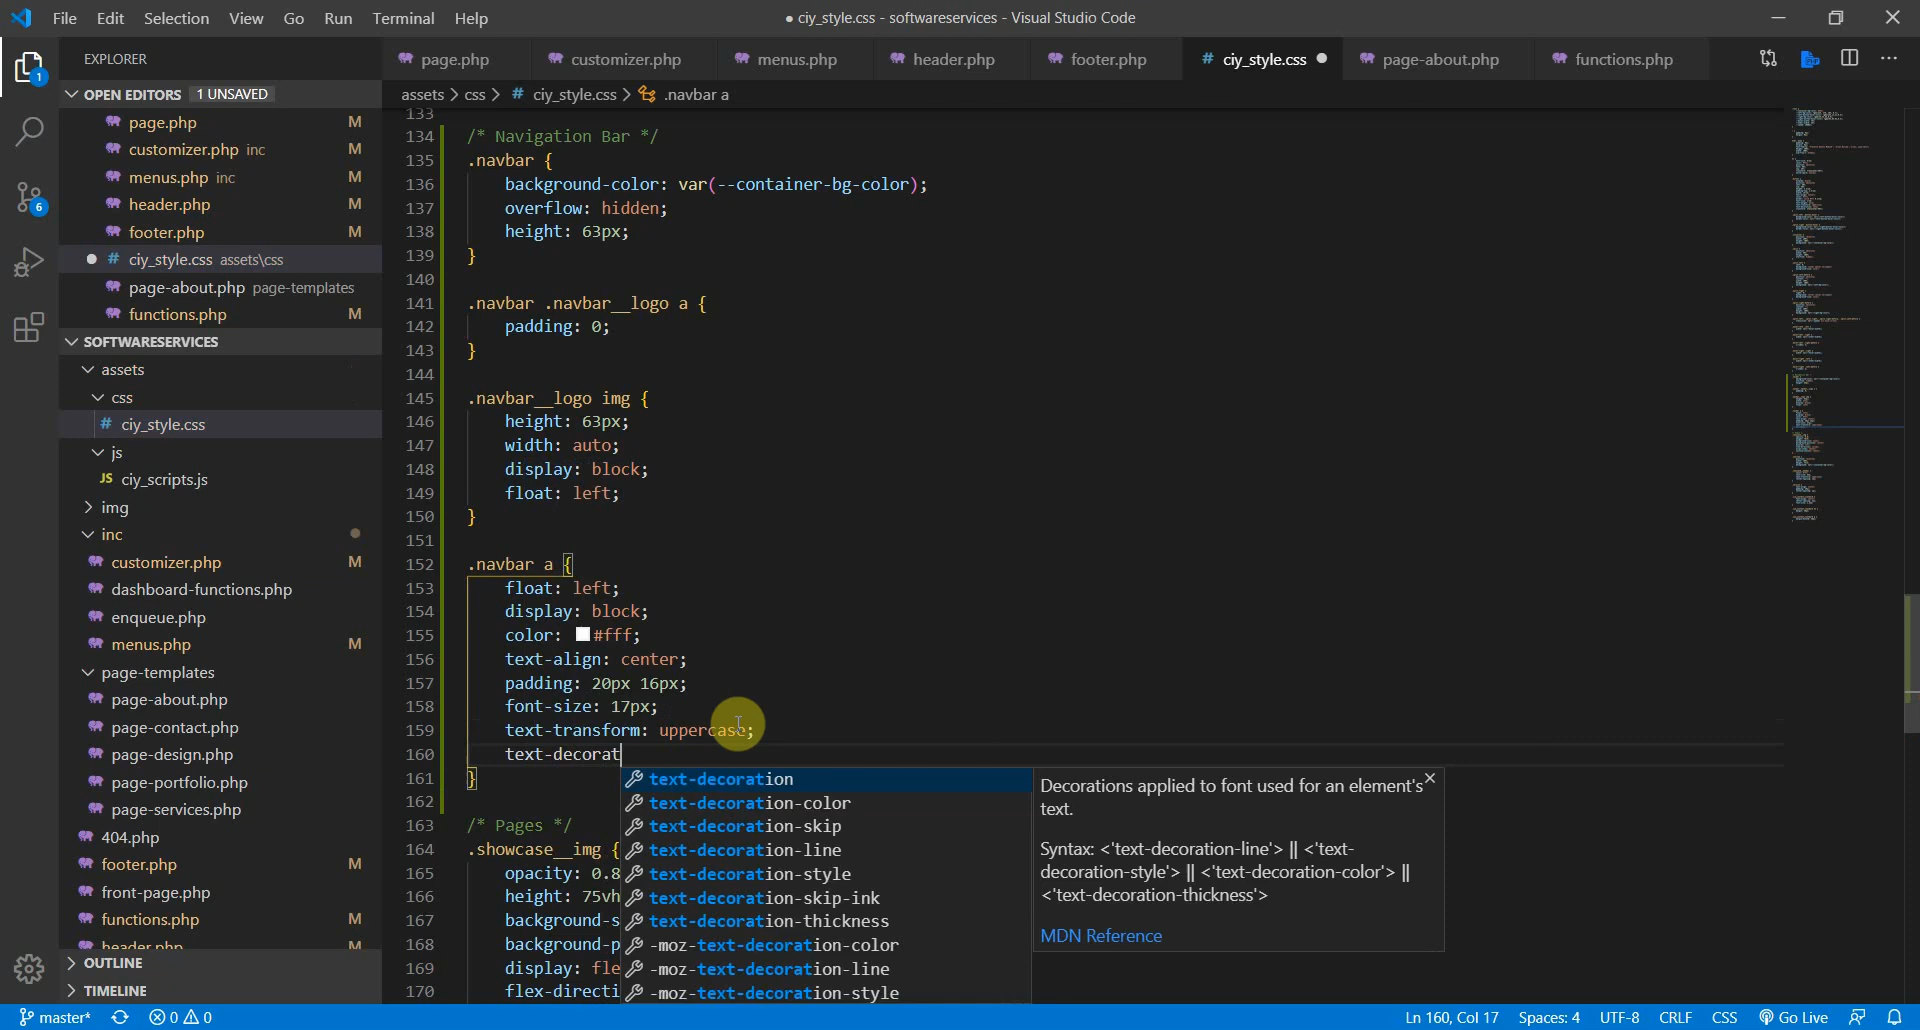 File Edit Selection View Go Run Terminal Help
● ciy_style.css - softwareservices - Visual Studio Code
EXPLORER
page.php customizer.php menus.php header.php footer.php # ciy_style.css ● page-about.php functions.php
OPEN EDITORS 1 UNSAVED
assets > css > # ciy_style.css > .navbar a
page.php M
customizer.php inc M
menus.php inc M
header.php M
footer.php M
● # ciy_style.css assets\css
page-about.php page-templates
functions.php M
SOFTWARESERVICES
assets
css
# ciy_style.css
js
JS ciy_scripts.js
img
inc
customizer.php M
dashboard-functions.php
enqueue.php
menus.php M
page-templates
page-about.php
page-contact.php
page-design.php
page-portfolio.php
page-services.php
404.php
footer.php M
front-page.php
functions.php M
header.php M
OUTLINE
TIMELINE
1
6
133
134 /* Navigation Bar */
135 .navbar {
136 background-color: var(--container-bg-color);
137 overflow: hidden;
138 height: 63px;
139 }
140
141 .navbar .navbar__logo a {
142 padding: 0;
143 }
144
145 .navbar__logo img {
146 height: 63px;
147 width: auto;
148 display: block;
149 float: left;
150 }
151
152 .navbar a {
153 float: left;
154 display: block;
155 color: #fff;
156 text-align: center;
157 padding: 20px 16px;
158 font-size: 17px;
159 text-transform: uppercase;
160 text-decorat
161 }
162
163 /* Pages */
164 .showcase__img {
165 opacity: 0.8
166 height: 75vh
167 background-s
168 background-p
169 display: fle
170 flex-directi
text-decoration
text-decoration-color
text-decoration-skip
text-decoration-line
text-decoration-style
text-decoration-skip-ink
text-decoration-thickness
-moz-text-decoration-color
-moz-text-decoration-line
-moz-text-decoration-style
Decorations applied to font used for an element's
text.
Syntax: <'text-decoration-line'> || <'text-
decoration-style'> || <'text-decoration-color'> ||
<'text-decoration-thickness'>
MDN Reference
master* 0 0 Ln 160, Col 17 Spaces: 4 UTF-8 CRLF CSS Go Live